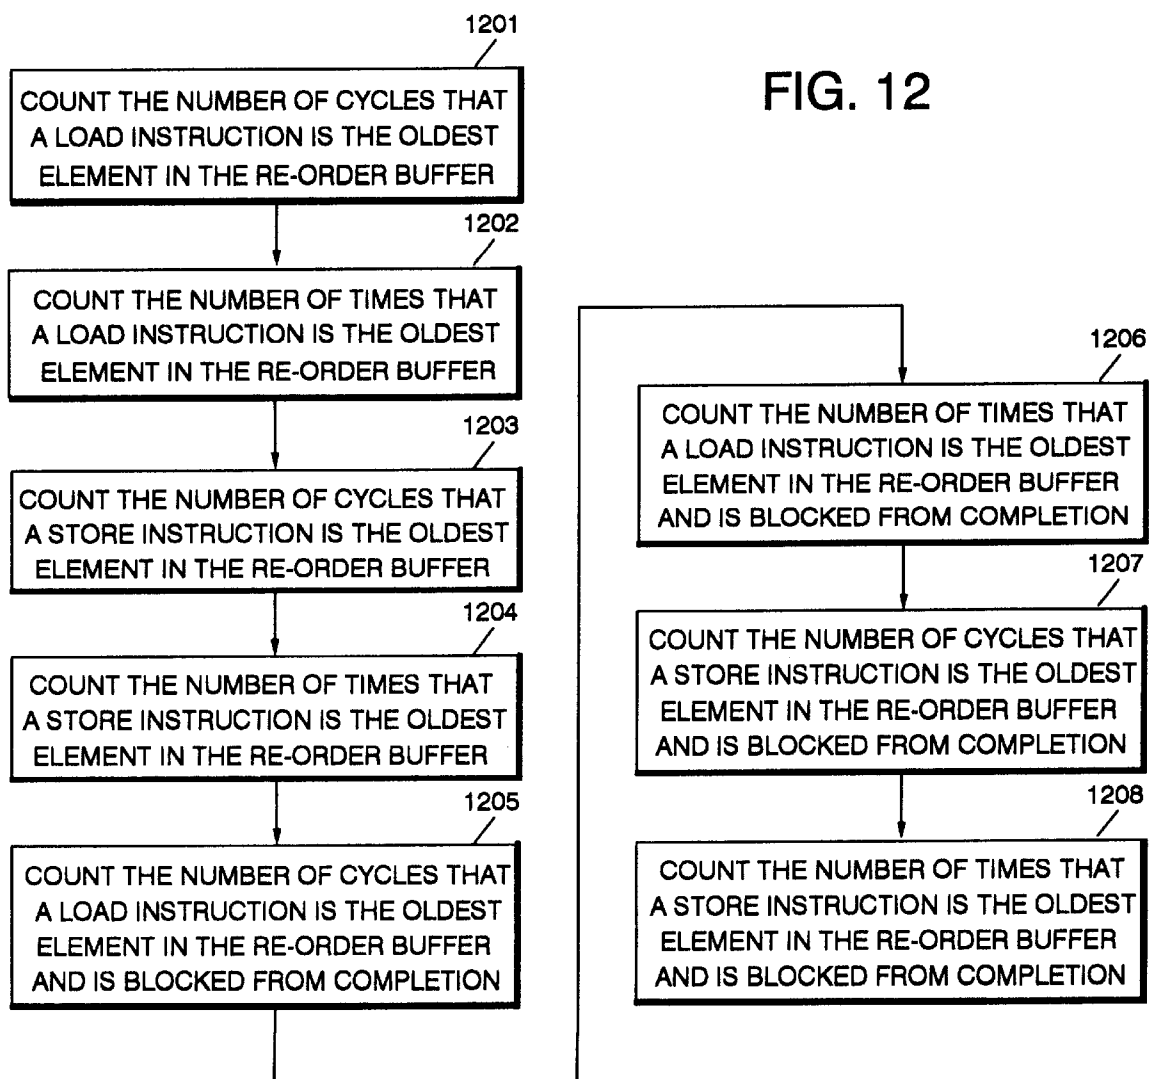 FIG. 12
1201
COUNT THE NUMBER OF CYCLES THAT
A LOAD INSTRUCTION IS THE OLDEST
ELEMENT IN THE RE-ORDER BUFFER
1202
COUNT THE NUMBER OF TIMES THAT
A LOAD INSTRUCTION IS THE OLDEST
ELEMENT IN THE RE-ORDER BUFFER
1203
COUNT THE NUMBER OF CYCLES THAT
A STORE INSTRUCTION IS THE OLDEST
ELEMENT IN THE RE-ORDER BUFFER
1204
COUNT THE NUMBER OF TIMES THAT
A STORE INSTRUCTION IS THE OLDEST
ELEMENT IN THE RE-ORDER BUFFER
1205
COUNT THE NUMBER OF CYCLES THAT
A LOAD INSTRUCTION IS THE OLDEST
ELEMENT IN THE RE-ORDER BUFFER
AND IS BLOCKED FROM COMPLETION
1206
COUNT THE NUMBER OF TIMES THAT
A LOAD INSTRUCTION IS THE OLDEST
ELEMENT IN THE RE-ORDER BUFFER
AND IS BLOCKED FROM COMPLETION
1207
COUNT THE NUMBER OF CYCLES THAT
A STORE INSTRUCTION IS THE OLDEST
ELEMENT IN THE RE-ORDER BUFFER
AND IS BLOCKED FROM COMPLETION
1208
COUNT THE NUMBER OF TIMES THAT
A STORE INSTRUCTION IS THE OLDEST
ELEMENT IN THE RE-ORDER BUFFER
AND IS BLOCKED FROM COMPLETION